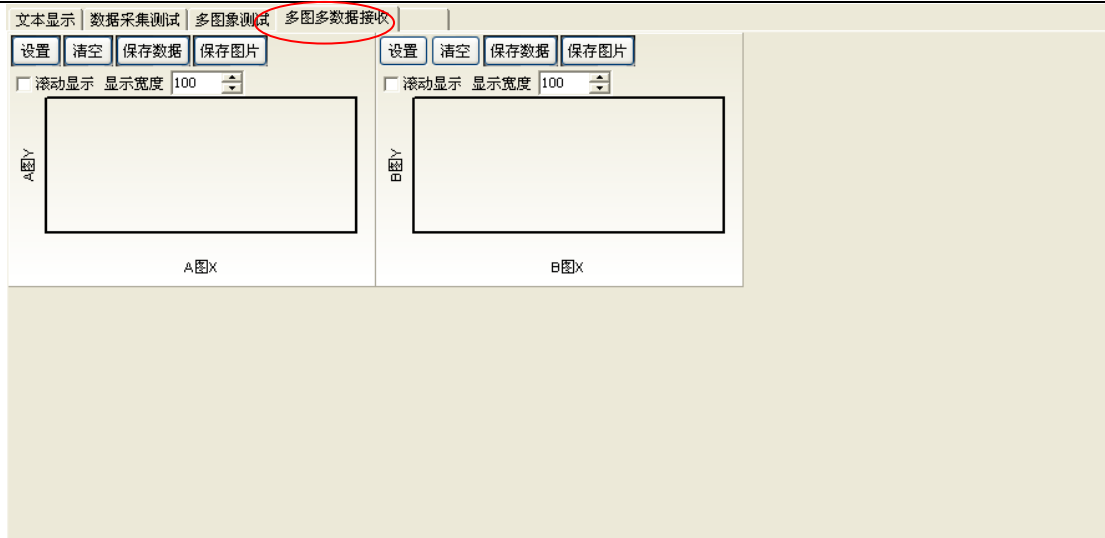 文本显示 数据采集测试 多图象测试 多图多数据接收
设置 清空 保存数据 保存图片
滚动显示 显示宽度 100
A图Y
A图X
设置 清空 保存数据 保存图片
滚动显示 显示宽度 100
B图Y
B图X